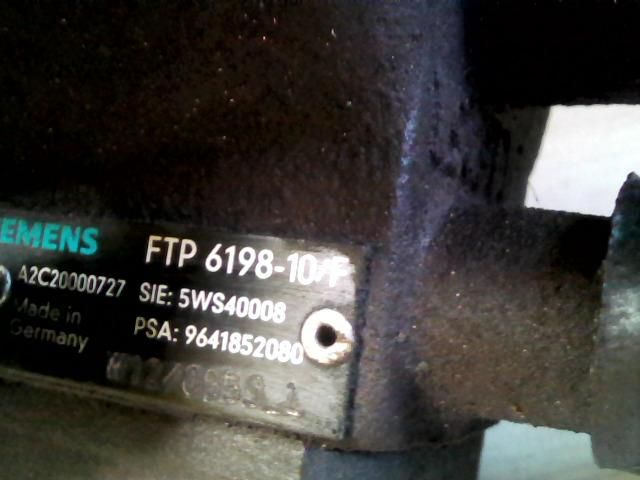 EMENS
FTP 6198-10/F
A2C20000727
SIE: 5WS40008
Made in
Germany
PSA: 9641852080